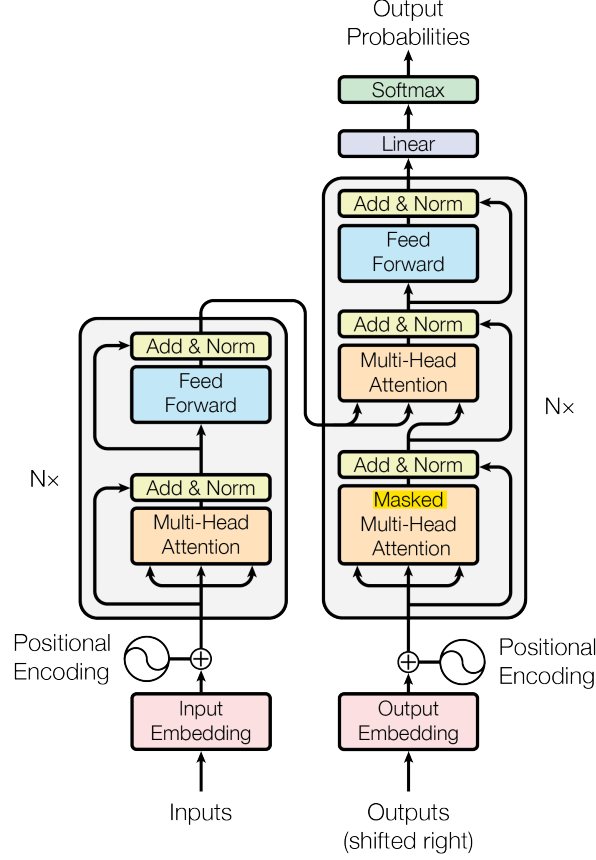 Output
Probabilities
Softmax
Linear
Add & Norm
Feed
Forward
Add & Norm
Multi-Head
Attention
Add & Norm
Masked
Multi-Head
Attention
N×
Add & Norm
Feed
Forward
Add & Norm
Multi-Head
Attention
N×
Positional
Encoding
Positional
Encoding
Input
Embedding
Output
Embedding
Inputs
Outputs
(shifted right)